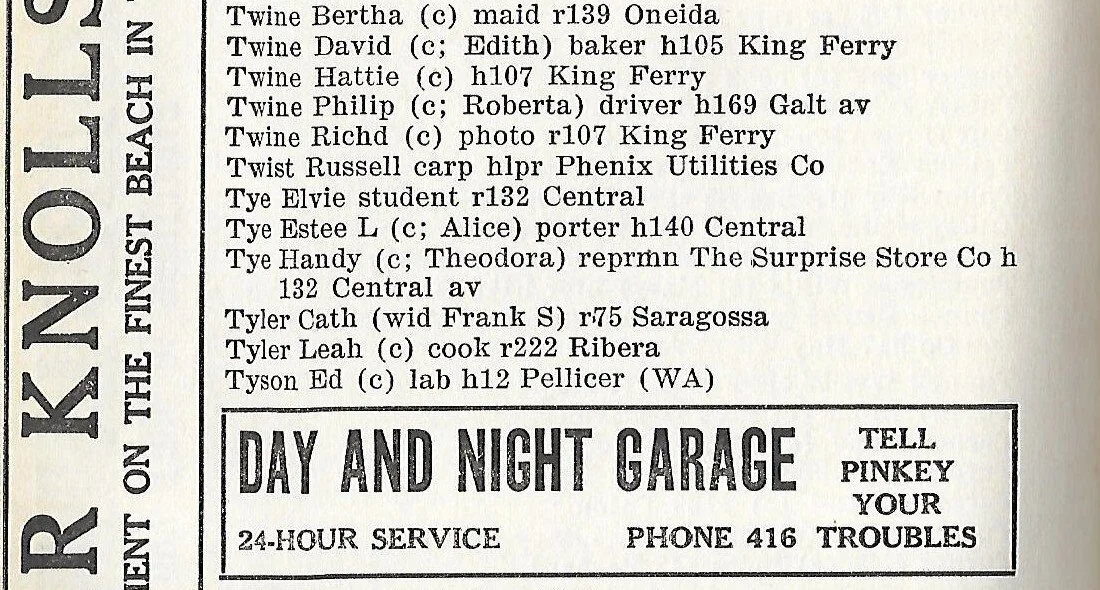 R KNOLLS
ON THE FINEST BEACH IN
Twine Bertha (c) maid r139 Oneida
Twine David (c; Edith) baker h105 King Ferry
Twine Hattie (c) h107 King Ferry
Twine Philip (c; Roberta) driver h169 Galt av
Twine Richd (c) photo r107 King Ferry
Twist Russell carp hlpr Phenix Utilities Co
Tye Elvie student r132 Central
Tye Estee L (c; Alice) porter h140 Central
Tye Handy (c; Theodora) reprmn The Surprise Store Co h
132 Central av
Tyler Cath (wid Frank S) r75 Saragossa
Tyler Leah (c) cook r222 Ribera
Tyson Ed (c) lab h12 Pellicer (WA)
DAY AND NIGHT GARAGE
24-HOUR SERVICE PHONE 416
TELL
PINKEY
YOUR
TROUBLES